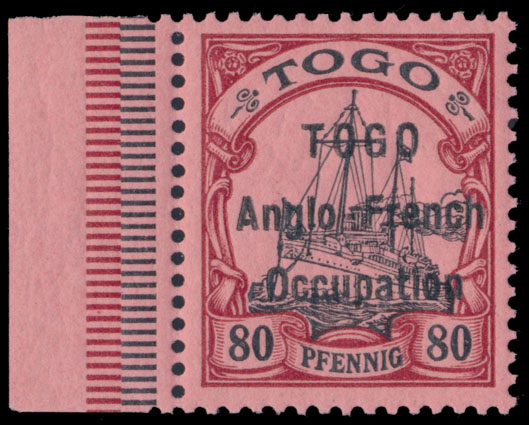 TOGO
TOGO
Anglo-French
Occupation
80 PFENNIG 80